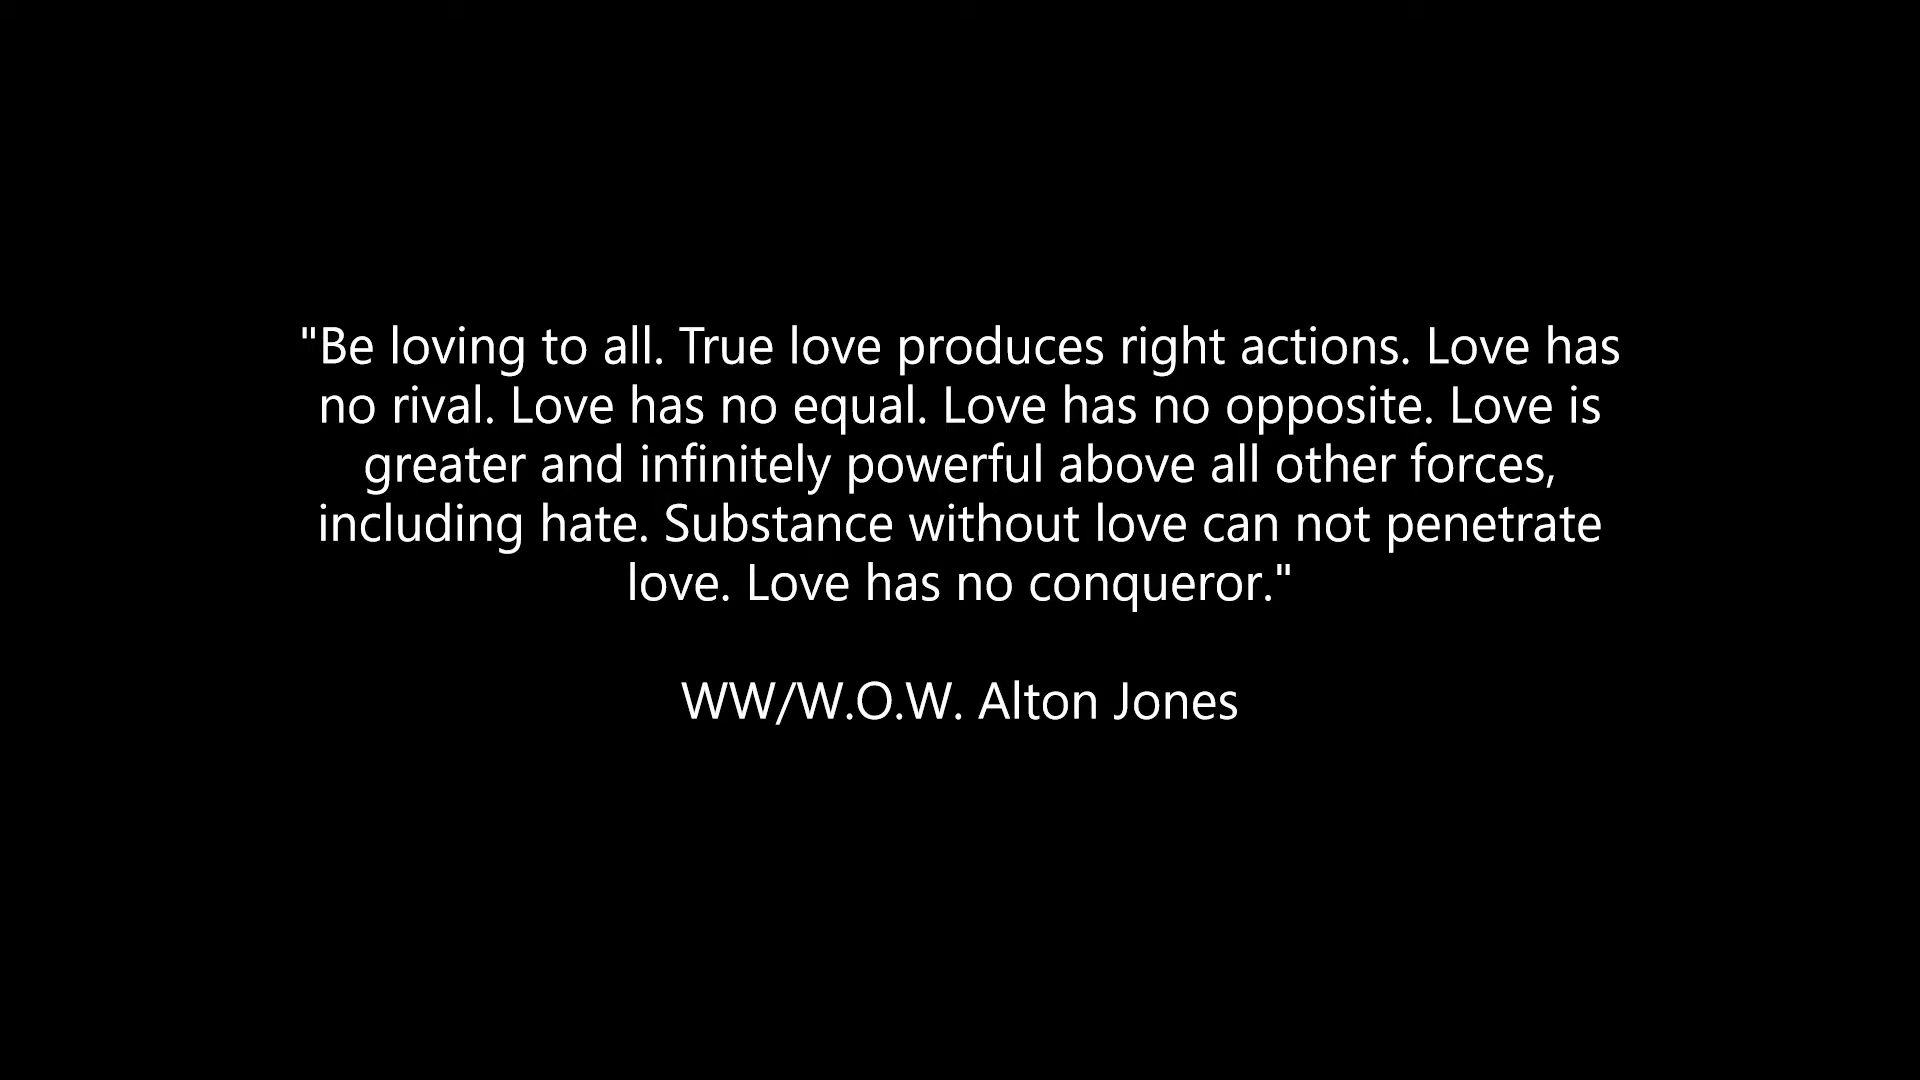 "Be loving to all. True love produces right actions. Love has
no rival. Love has no equal. Love has no opposite. Love is
greater and infinitely powerful above all other forces,
including hate. Substance without love can not penetrate
love. Love has no conqueror."
WW/W.O.W. Alton Jones